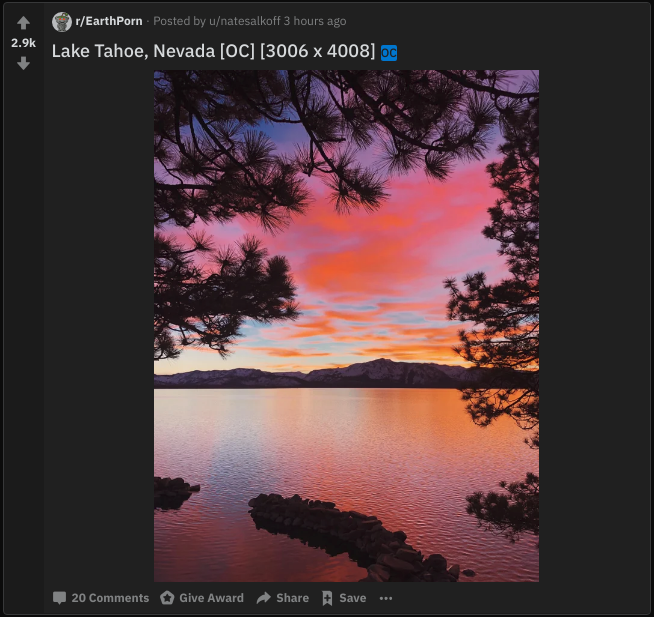 r/EarthPorn · Posted by u/natesalkoff 3 hours ago
2.9k
Lake Tahoe, Nevada [OC] [3006 x 4008] OC
20 Comments Give Award Share Save ···